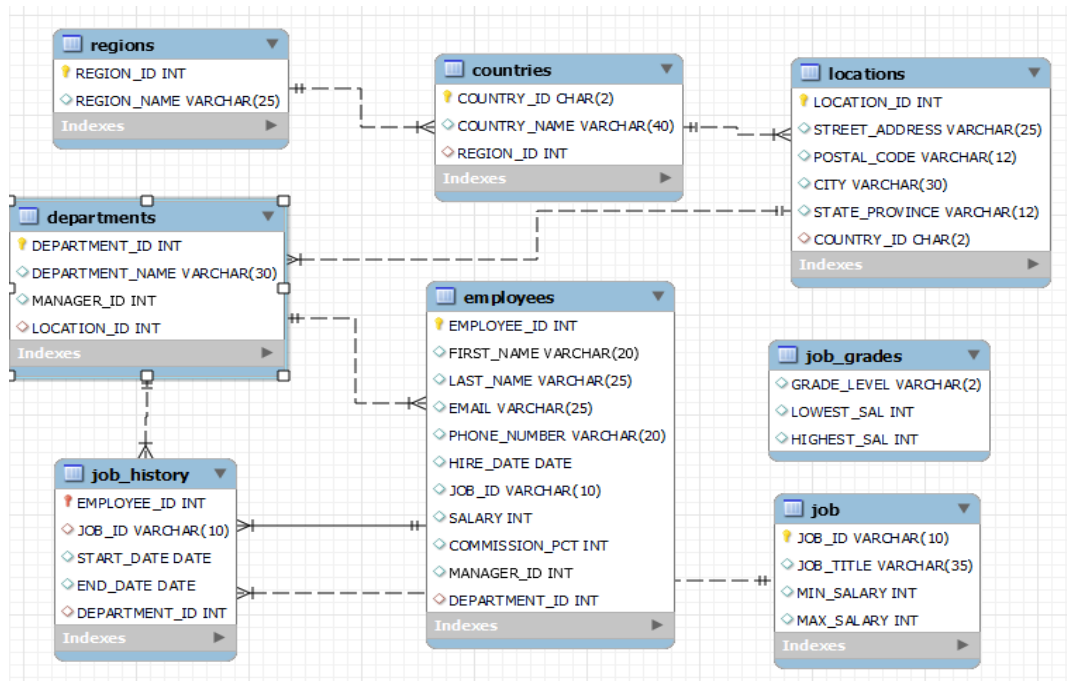 regions
REGION_ID INT
REGION_NAME VARCHAR(25)
Indexes
countries
COUNTRY_ID CHAR(2)
COUNTRY_NAME VARCHAR(40)
REGION_ID INT
Indexes
locations
LOCATION_ID INT
STREET_ADDRESS VARCHAR(25)
POSTAL_CODE VARCHAR(12)
CITY VARCHAR(30)
STATE_PROVINCE VARCHAR(12)
COUNTRY_ID CHAR(2)
Indexes
departments
DEPARTMENT_ID INT
DEPARTMENT_NAME VARCHAR(30)
MANAGER_ID INT
LOCATION_ID INT
Indexes
employees
EMPLOYEE_ID INT
FIRST_NAME VARCHAR(20)
LAST_NAME VARCHAR(25)
EMAIL VARCHAR(25)
PHONE_NUMBER VARCHAR(20)
HIRE_DATE DATE
JOB_ID VARCHAR(10)
SALARY INT
COMMISSION_PCT INT
MANAGER_ID INT
DEPARTMENT_ID INT
Indexes
job_grades
GRADE_LEVEL VARCHAR(2)
LOWEST_SAL INT
HIGHEST_SAL INT
job_history
EMPLOYEE_ID INT
JOB_ID VARCHAR(10)
START_DATE DATE
END_DATE DATE
DEPARTMENT_ID INT
Indexes
job
JOB_ID VARCHAR(10)
JOB_TITLE VARCHAR(35)
MIN_SALARY INT
MAX_SALARY INT
Indexes